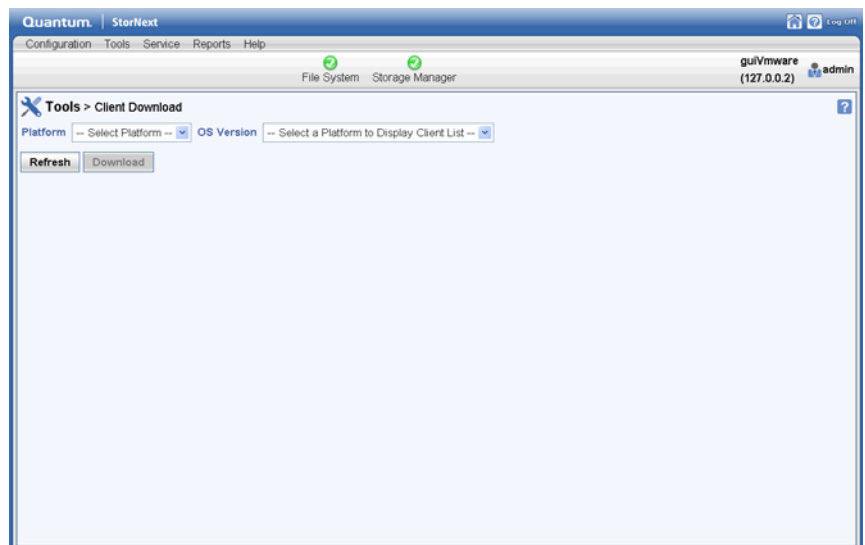 Quantum. | StorNext
Log Off
Configuration Tools Service Reports Help
File System Storage Manager
guiVmware
(127.0.0.2)
admin
Tools > Client Download
Platform -- Select Platform -- OS Version -- Select a Platform to Display Client List --
Refresh Download